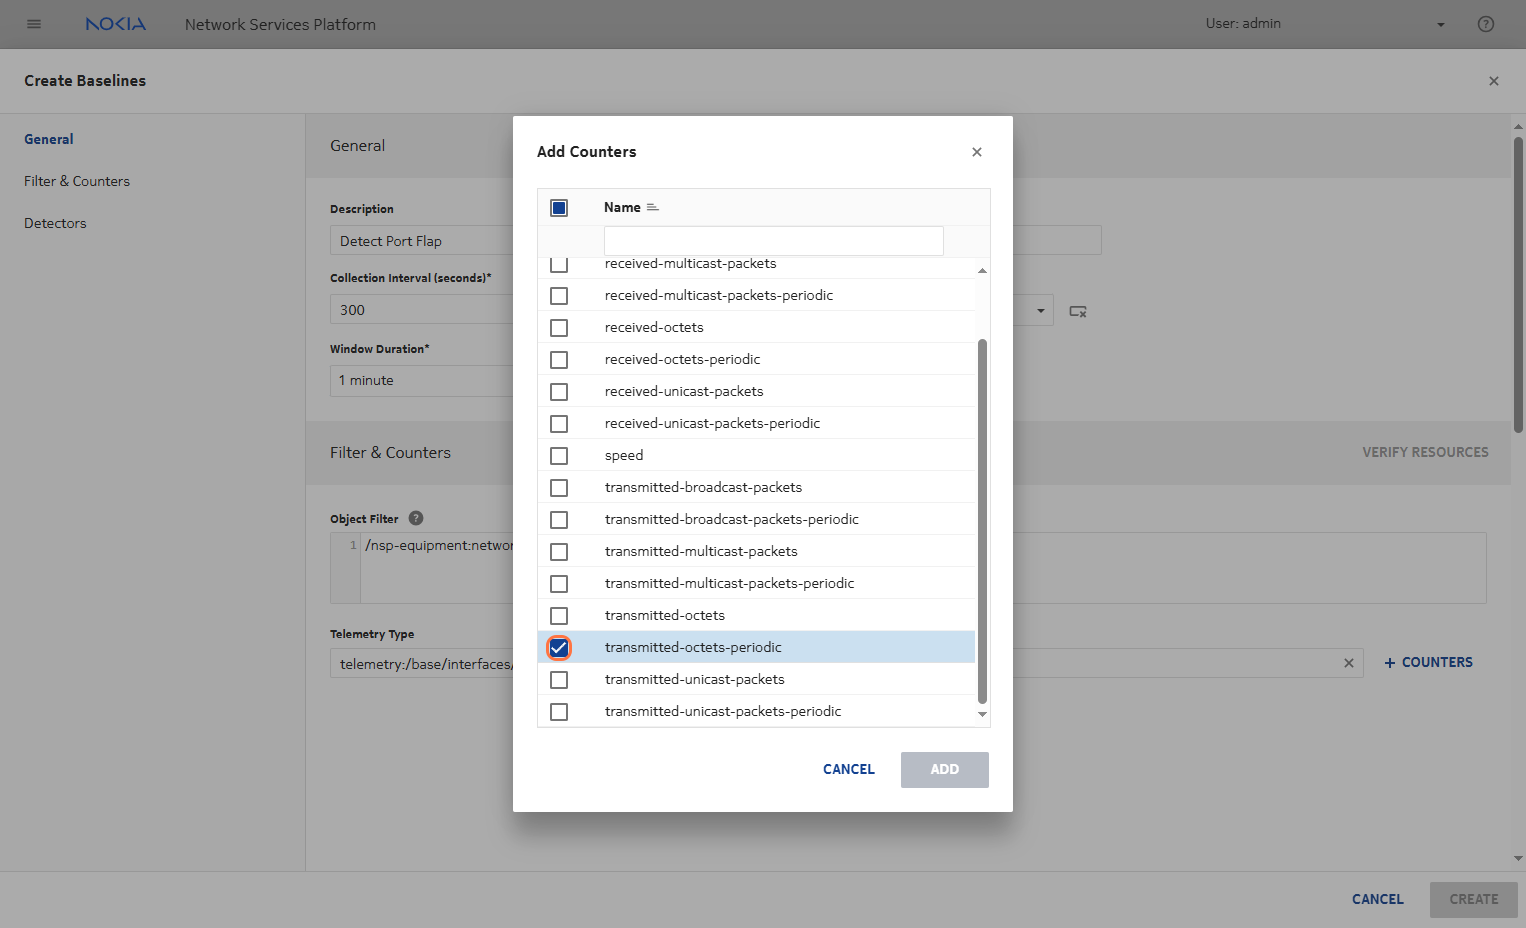 NOKIA Network Services Platform User: admin
Create Baselines
General
Filter & Counters
Detectors
General
Description
Detect Port Flap
Collection Interval (seconds)*
300
Window Duration*
1 minute
Filter & Counters VERIFY RESOURCES
Object Filter ?
1 /nsp-equipment:networ
Telemetry Type
telemetry:/base/interfaces/
+ COUNTERS
Add Counters
Name
received-multicast-packets
received-multicast-packets-periodic
received-octets
received-octets-periodic
received-unicast-packets
received-unicast-packets-periodic
speed
transmitted-broadcast-packets
transmitted-broadcast-packets-periodic
transmitted-multicast-packets
transmitted-multicast-packets-periodic
transmitted-octets
transmitted-octets-periodic
transmitted-unicast-packets
transmitted-unicast-packets-periodic
CANCEL ADD
CANCEL CREATE